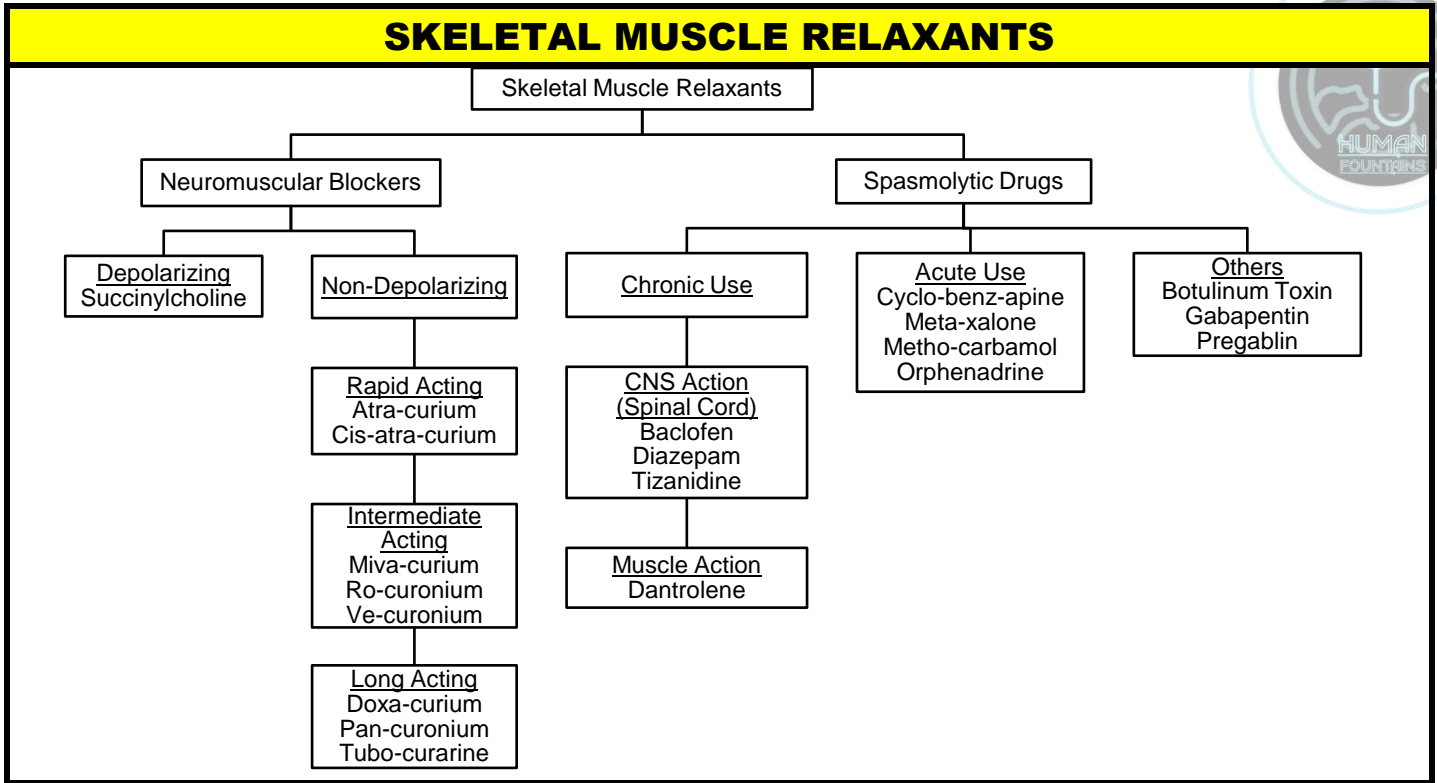 SKELETAL MUSCLE RELAXANTS
Skeletal Muscle Relaxants
HUMAN
FOUNTAINS
Neuromuscular Blockers
Spasmolytic Drugs
Depolarizing
Succinylcholine
Non-Depolarizing
Rapid Acting
Atra-curium
Cis-atra-curium
Intermediate
Acting
Miva-curium
Ro-curonium
Ve-curonium
Long Acting
Doxa-curium
Pan-curonium
Tubo-curarine
Chronic Use
CNS Action
(Spinal Cord)
Baclofen
Diazepam
Tizanidine
Muscle Action
Dantrolene
Acute Use
Cyclo-benz-apine
Meta-xalone
Metho-carbamol
Orphenadrine
Others
Botulinum Toxin
Gabapentin
Pregablin